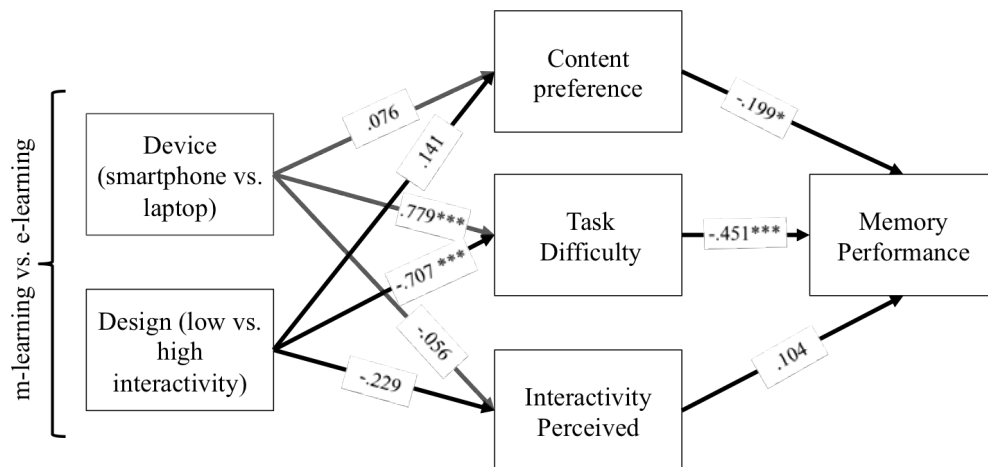 m-learning vs. e-learning
Device
(smartphone vs.
laptop)
Design (low vs.
high
interactivity)
.076
.141
.779***
-.707 ***
-.056
-.229
Content
preference
Task
Difficulty
Interactivity
Perceived
-.199*
-.451***
.104
Memory
Performance